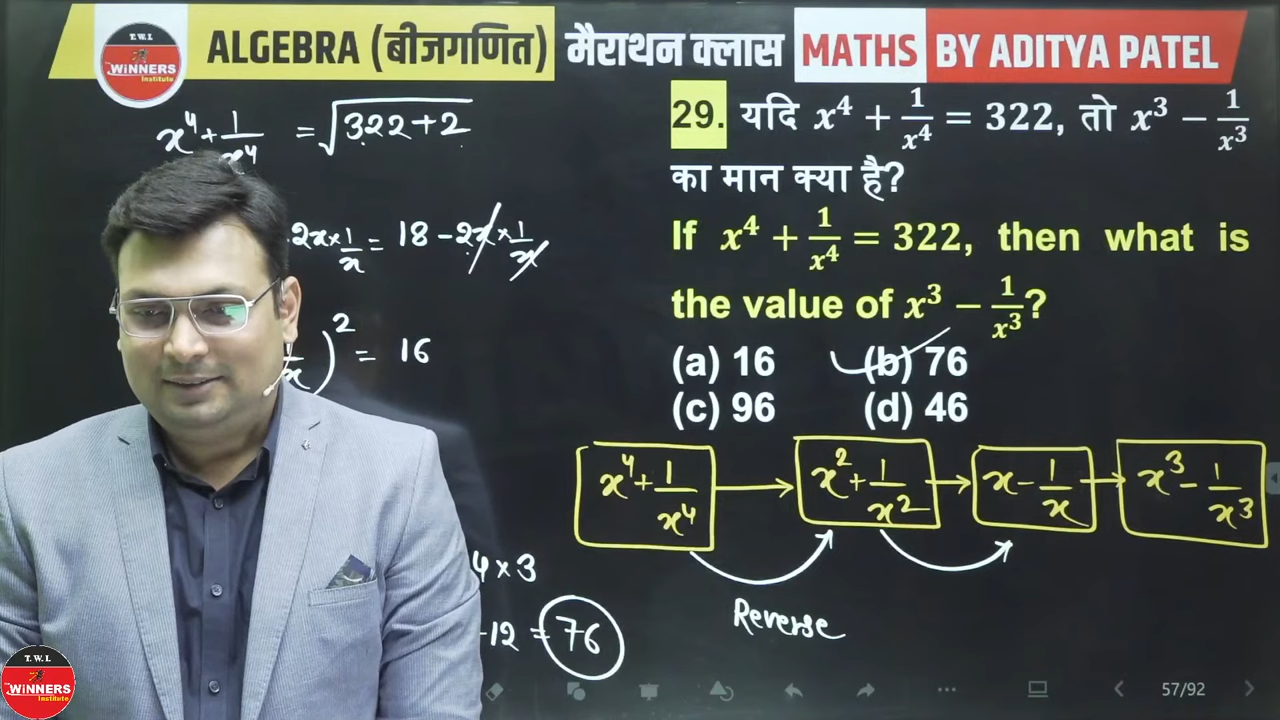 T.W.I.
THE WiNNERS
institute
ALGEBRA (बीजगणित) मैराथन क्लास MATHS BY ADITYA PATEL
x⁴ + 1/x⁴ = √(322+2)
2x × 1/x = 18 - 2x × 1/x
)² = 16
4 × 3
-12 = 76
29. यदि x⁴ + 1/x⁴ = 322, तो x³ − 1/x³
का मान क्या है?
If x⁴ + 1/x⁴ = 322, then what is
the value of x³ − 1/x³?
(a) 16 (b) 76
(c) 96 (d) 46
x⁴ + 1/x⁴ → x² + 1/x² → x - 1/x → x³ - 1/x³
Reverse
T.W.I.
THE WiNNERS
institute
57/92